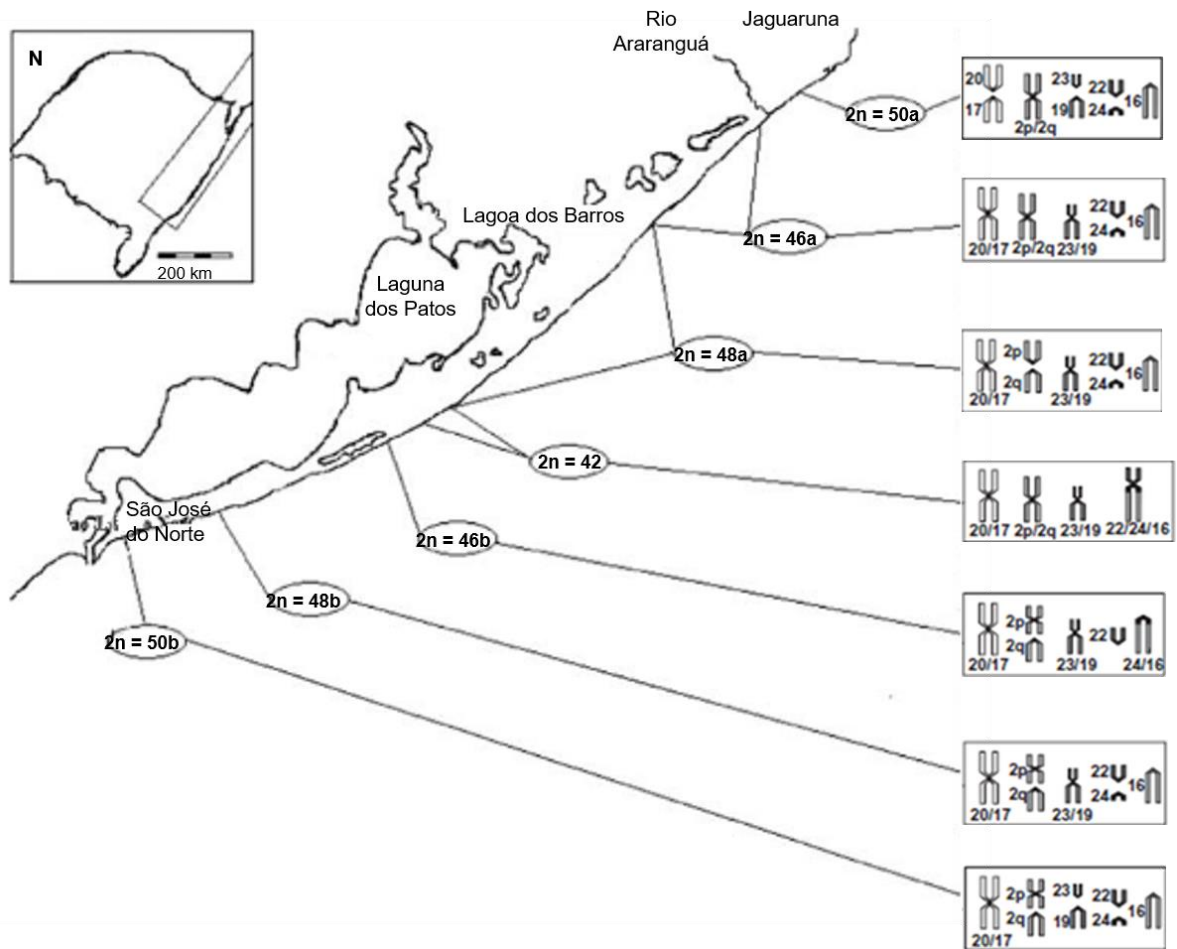 Rio
Araranguá
Jaguaruna
N
200 km
Lagoa dos Barros
Laguna
dos Patos
São José
do Norte
2n = 50a
20 23 22
17 19 24 16
2p/2q
2n = 46a
22
24 16
20/17 2p/2q 23/19
2n = 48a
2p 22
2q 24 16
20/17 23/19
2n = 42
20/17 2p/2q 23/19 22/24/16
2n = 46b
2p
2q 22
20/17 23/19 24/16
2n = 48b
2p 22
2q 24 16
20/17 23/19
2n = 50b
2p 23 22
2q 19 24 16
20/17